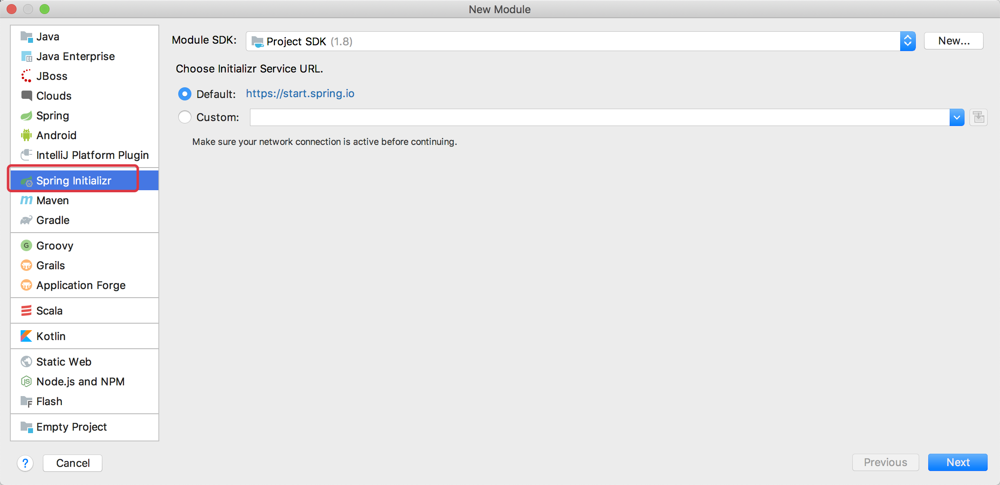 New Module
Java
Java Enterprise
JBoss
Clouds
Spring
Android
IntelliJ Platform Plugin
Spring Initializr
Maven
Gradle
Groovy
Grails
Application Forge
Scala
Kotlin
Static Web
Node.js and NPM
Flash
Empty Project
Module SDK: Project SDK (1.8) New...
Choose Initializr Service URL.
Default: https://start.spring.io
Custom:
Make sure your network connection is active before continuing.
? Cancel Previous Next